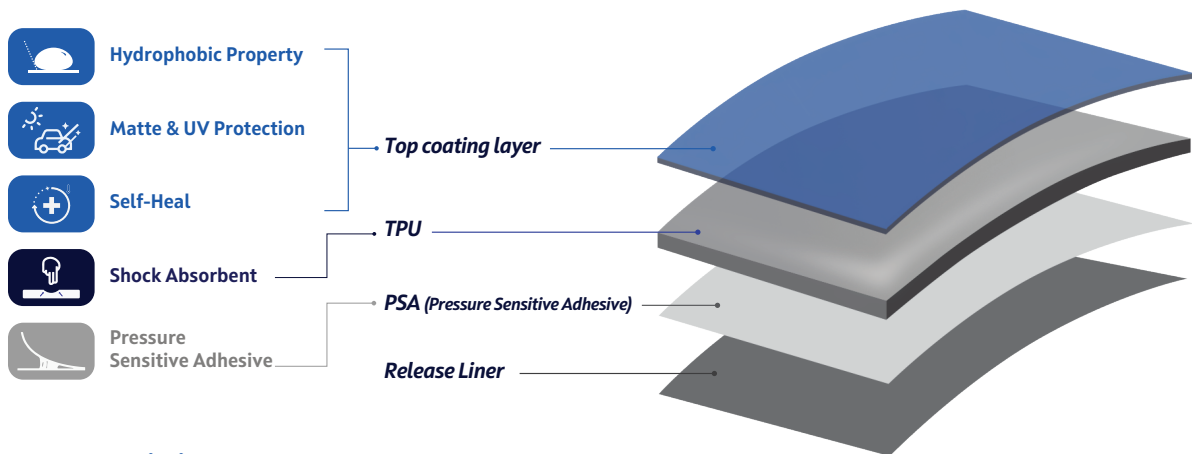 Hydrophobic Property
Matte & UV Protection
Self-Heal
Shock Absorbent
Pressure
Sensitive Adhesive
Top coating layer
TPU
PSA (Pressure Sensitive Adhesive)
Release Liner